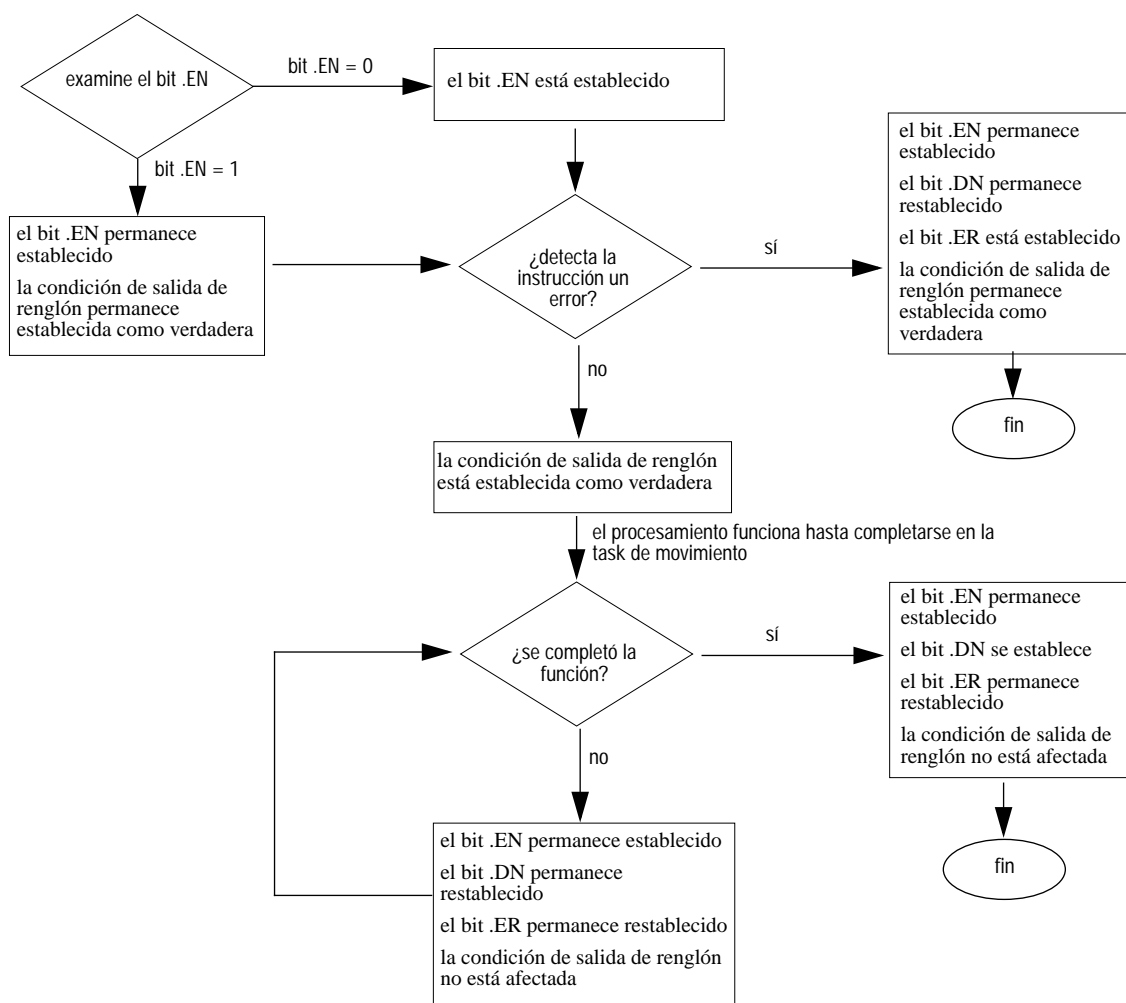 examine el bit .EN
bit .EN = 0
el bit .EN está establecido
bit .EN = 1
el bit .EN permanece
establecido
la condición de salida de
renglón permanece
establecida como verdadera
¿detecta la
instrucción un
error?
sí
el bit .EN permanece
establecido
el bit .DN permanece
restablecido
el bit .ER está establecido
la condición de salida de
renglón permanece
establecida como
verdadera
fin
no
la condición de salida de renglón
está establecida como verdadera
el procesamiento funciona hasta completarse en la
task de movimiento
¿se completó la
función?
sí
el bit .EN permanece
establecido
el bit .DN se establece
el bit .ER permanece
restablecido
la condición de salida de
renglón no está afectada
fin
no
el bit .EN permanece establecido
el bit .DN permanece
restablecido
el bit .ER permanece restablecido
la condición de salida de renglón
no está afectada